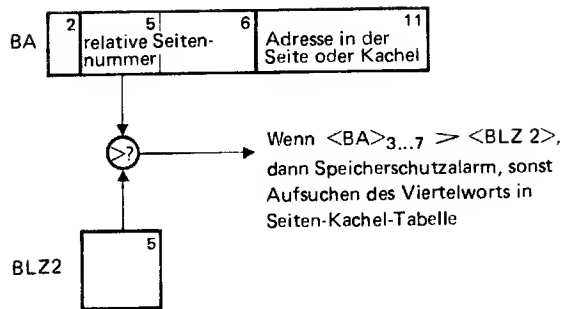 BA
2
5
6
11
relative Seiten-
nummer
Adresse in der
Seite oder Kachel
>?
Wenn <BA>3...7 > <BLZ 2>,
dann Speicherschutzalarm, sonst
Aufsuchen des Viertelworts in
Seiten-Kachel-Tabelle
BLZ2
5